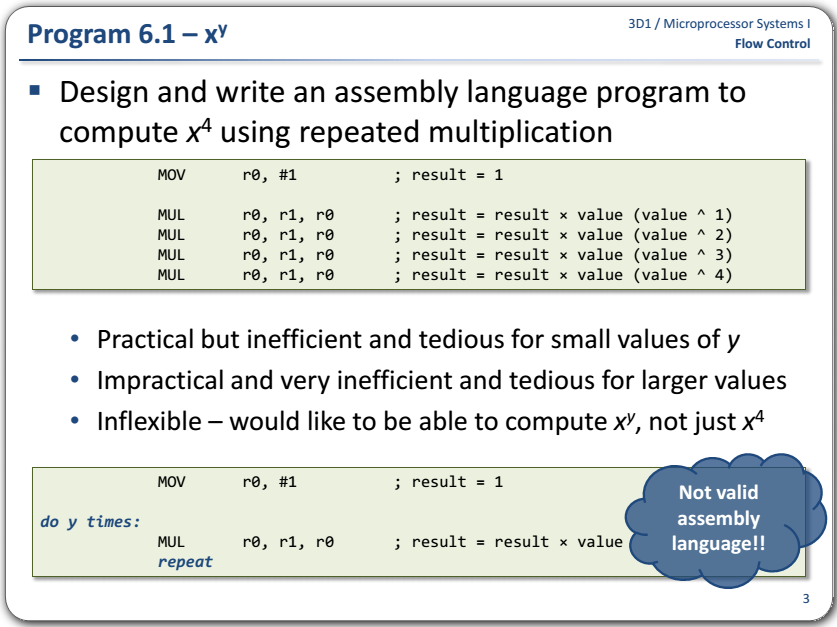 Program 6.1 – xʸ
3D1 / Microprocessor Systems I
Flow Control
▪ Design and write an assembly language program to
compute x⁴ using repeated multiplication
MOV r0, #1 ; result = 1
MUL r0, r1, r0 ; result = result × value (value ^ 1)
MUL r0, r1, r0 ; result = result × value (value ^ 2)
MUL r0, r1, r0 ; result = result × value (value ^ 3)
MUL r0, r1, r0 ; result = result × value (value ^ 4)
• Practical but inefficient and tedious for small values of y
• Impractical and very inefficient and tedious for larger values
• Inflexible – would like to be able to compute xʸ, not just x⁴
MOV r0, #1 ; result = 1
do y times:
MUL r0, r1, r0 ; result = result × value
repeat
Not valid
assembly
language!!
3